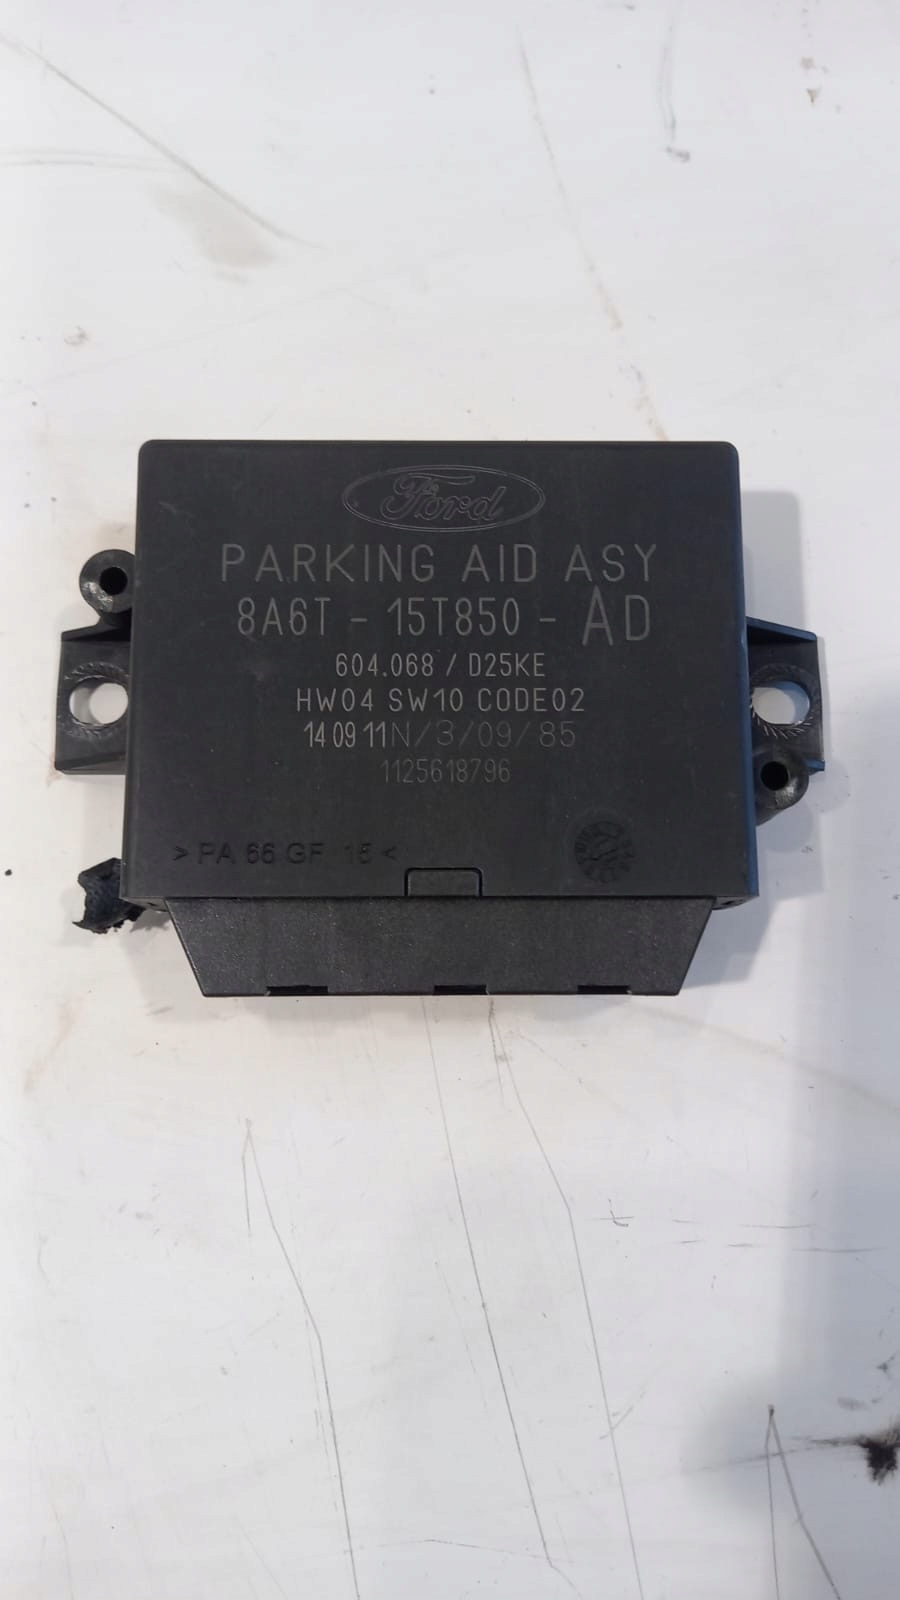 Ford
PARKING AID ASY
8A6T - 15T850 - AD
604.068 / D25KE
HW04 SW10 CODE02
14 09 11 N/3/09/85
1125618796
> PA 66 GF 15 <